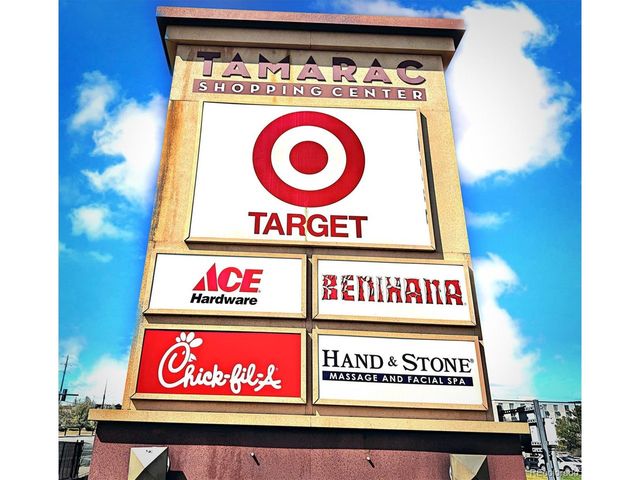 TAMARAC
SHOPPING CENTER
TARGET
ACE
Hardware
BENIHANA
Chick-fil-A
HAND & STONE®
MASSAGE AND FACIAL SPA